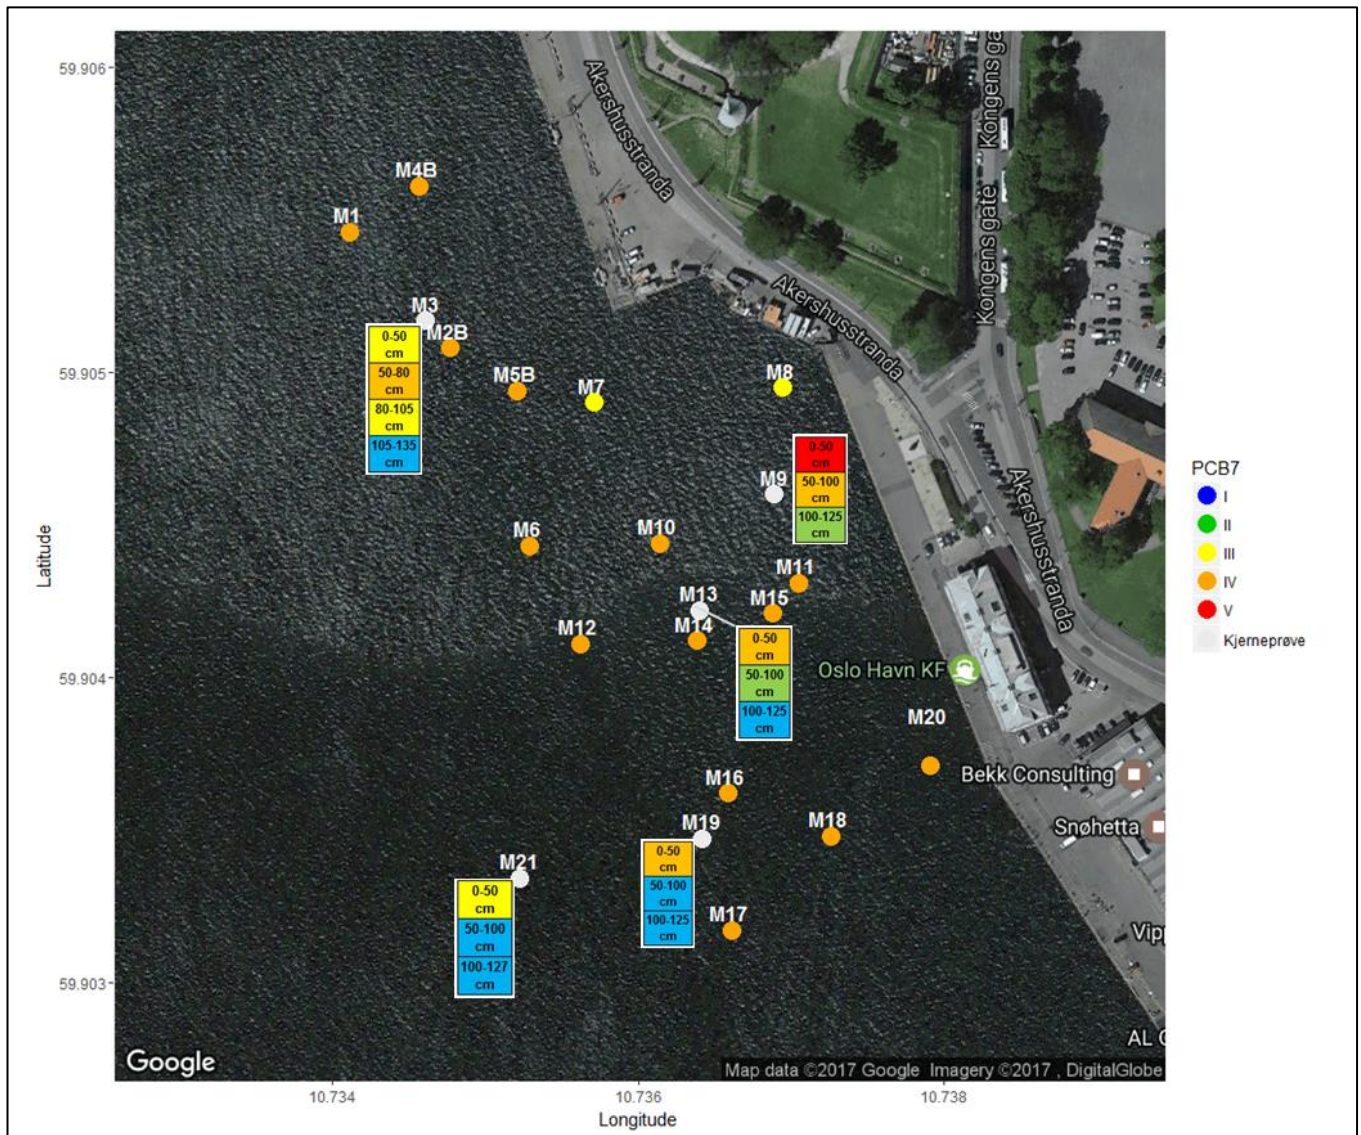 59.906
59.905
59.904
59.903
Latitude
10.734
10.736
10.738
Longitude
Akershusstranda
Akershusstranda
Akershusstranda
Kongens ga
Kongens gate
M4B
M1
M3
M2B
0-50
cm
50-80
cm
80-105
cm
105-135
cm
M5B
M7
M8
M9
0-50
cm
50-100
cm
100-125
cm
M6
M10
M11
M13
M15
M12
M14
0-50
cm
50-100
cm
100-125
cm
Oslo Havn KF
M20
Bekk Consulting
M16
Snøhetta
M19
M18
0-50
cm
50-100
cm
100-125
cm
M21
0-50
cm
50-100
cm
100-127
cm
M17
Vipp
AL
Google
Map data ©2017 Google Imagery ©2017 , DigitalGlobe
PCB7
I
II
III
IV
V
Kjerneprøve